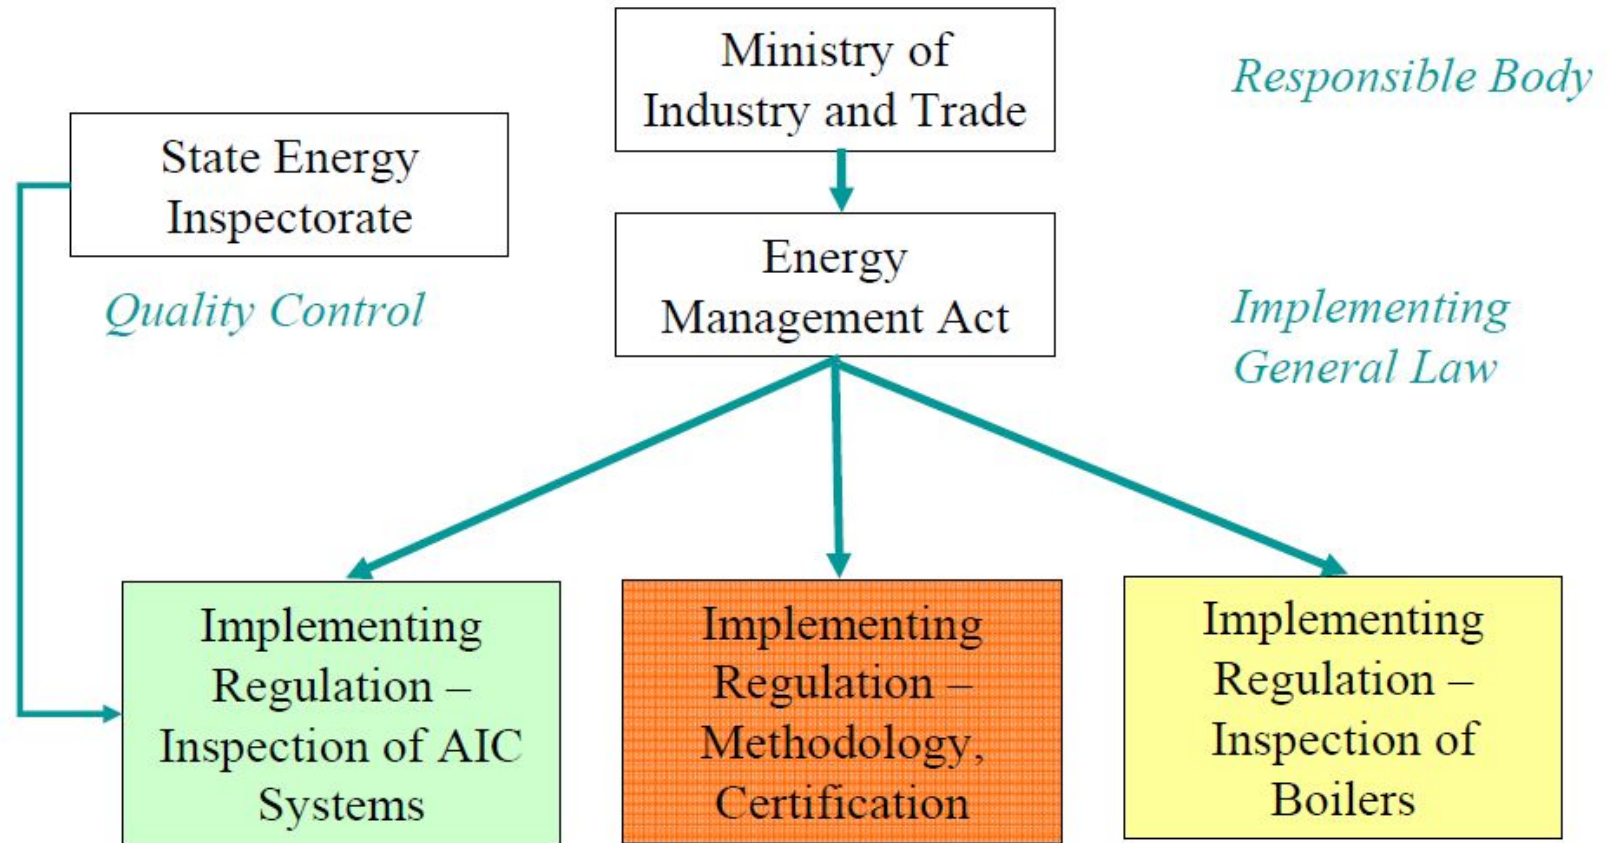 Ministry of
Industry and Trade
Responsible Body
State Energy
Inspectorate
Quality Control
Energy
Management Act
Implementing
General Law
Implementing
Regulation –
Inspection of AIC
Systems
Implementing
Regulation –
Methodology,
Certification
Implementing
Regulation –
Inspection of
Boilers